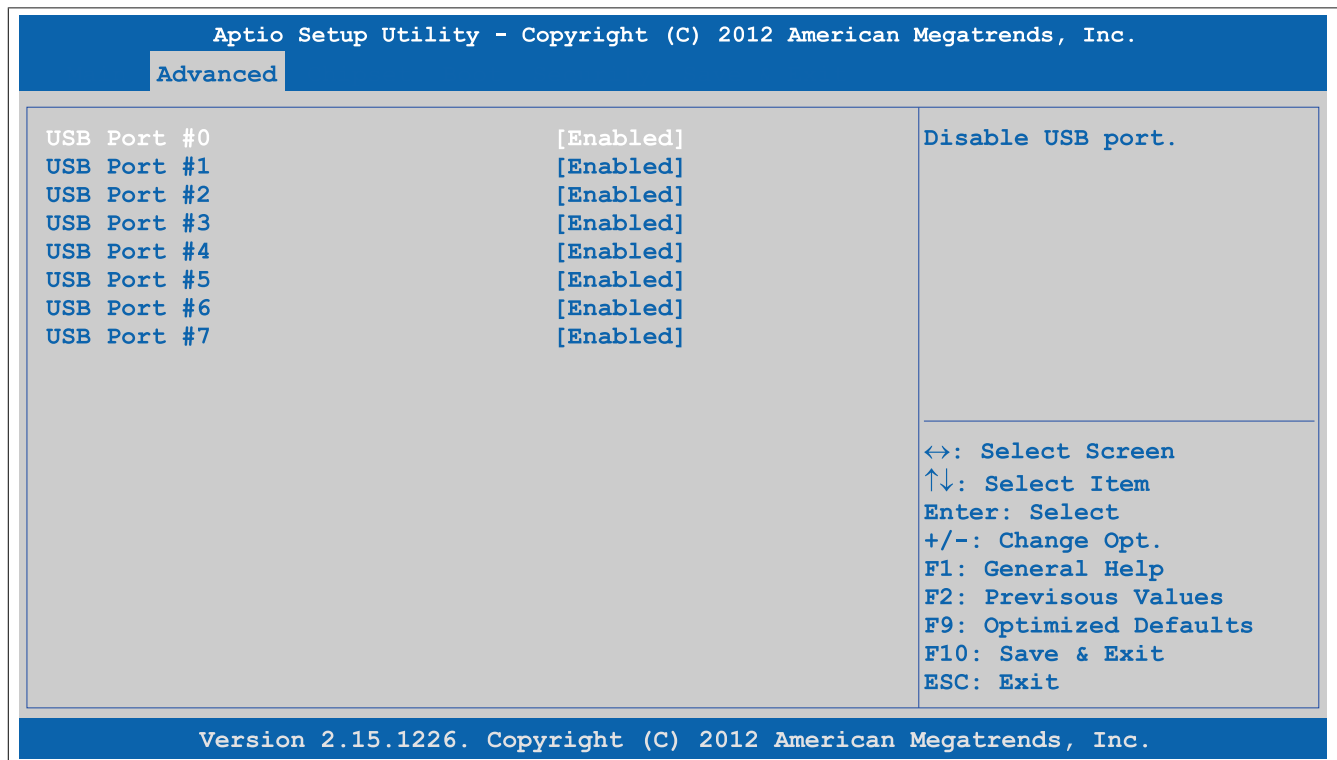 Aptio Setup Utility - Copyright (C) 2012 American Megatrends, Inc.
Advanced
USB Port #0 [Enabled]
USB Port #1 [Enabled]
USB Port #2 [Enabled]
USB Port #3 [Enabled]
USB Port #4 [Enabled]
USB Port #5 [Enabled]
USB Port #6 [Enabled]
USB Port #7 [Enabled]
Disable USB port.
↔: Select Screen
↑↓: Select Item
Enter: Select
+/-: Change Opt.
F1: General Help
F2: Previsous Values
F9: Optimized Defaults
F10: Save & Exit
ESC: Exit
Version 2.15.1226. Copyright (C) 2012 American Megatrends, Inc.